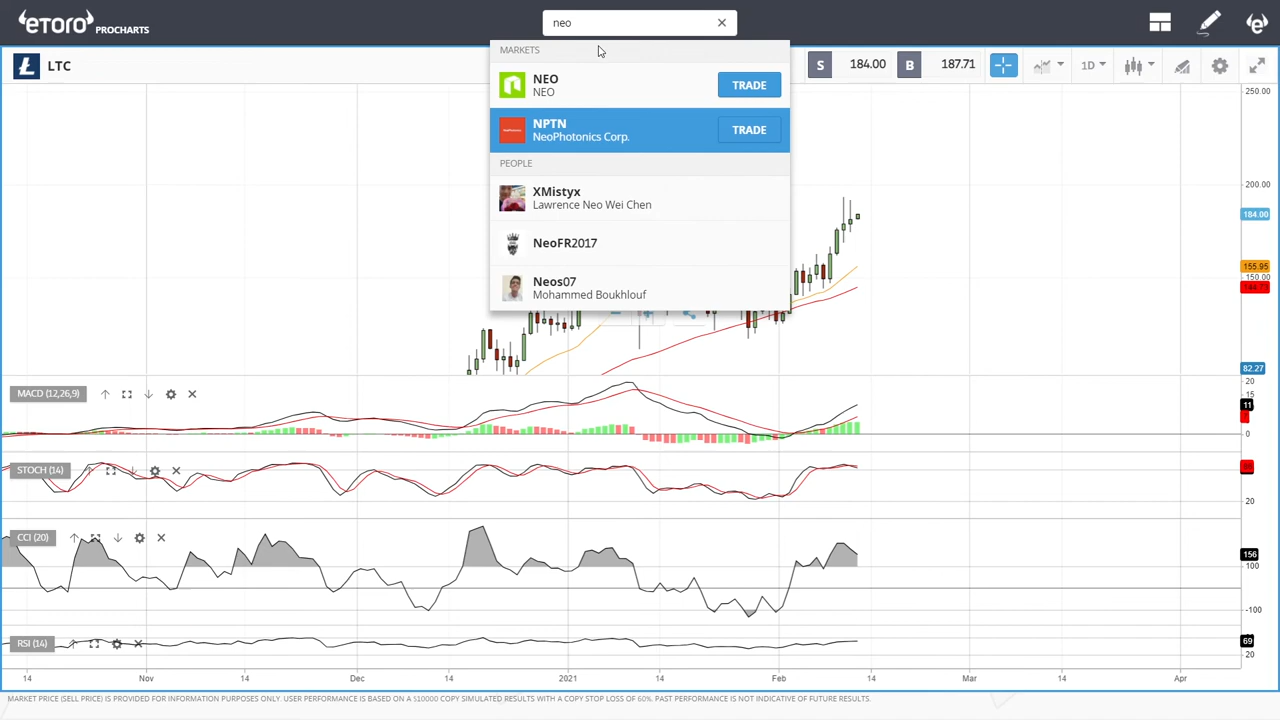 etoro PROCHARTS
neo
MARKETS
NEO
NEO
TRADE
NPTN
NeoPhotonics Corp.
TRADE
PEOPLE
XMistyx
Lawrence Neo Wei Chen
NeoFR2017
Neos07
Mohammed Boukhlouf
LTC
S 184.00 B 187.71 1D
250.00
200.00
184.00
155.95
150.00
144.73
82.27
MACD (12,26,9)
20
15
11
0
STOCH (14)
20
CCI (20)
156
100
-100
RSI (14)
69
20
14 Nov 14 Dec 14 2021 14 Feb 14 Mar 14 Apr
MARKET PRICE (SELL PRICE) IS PROVIDED FOR INFORMATION PURPOSES ONLY. USER PERFORMANCE IS BASED ON A $10000 COPY SIMULATED RESULTS WITH A COPY STOP LOSS OF 60%. PAST PERFORMANCE IS NOT INDICATIVE OF FUTURE RESULTS.